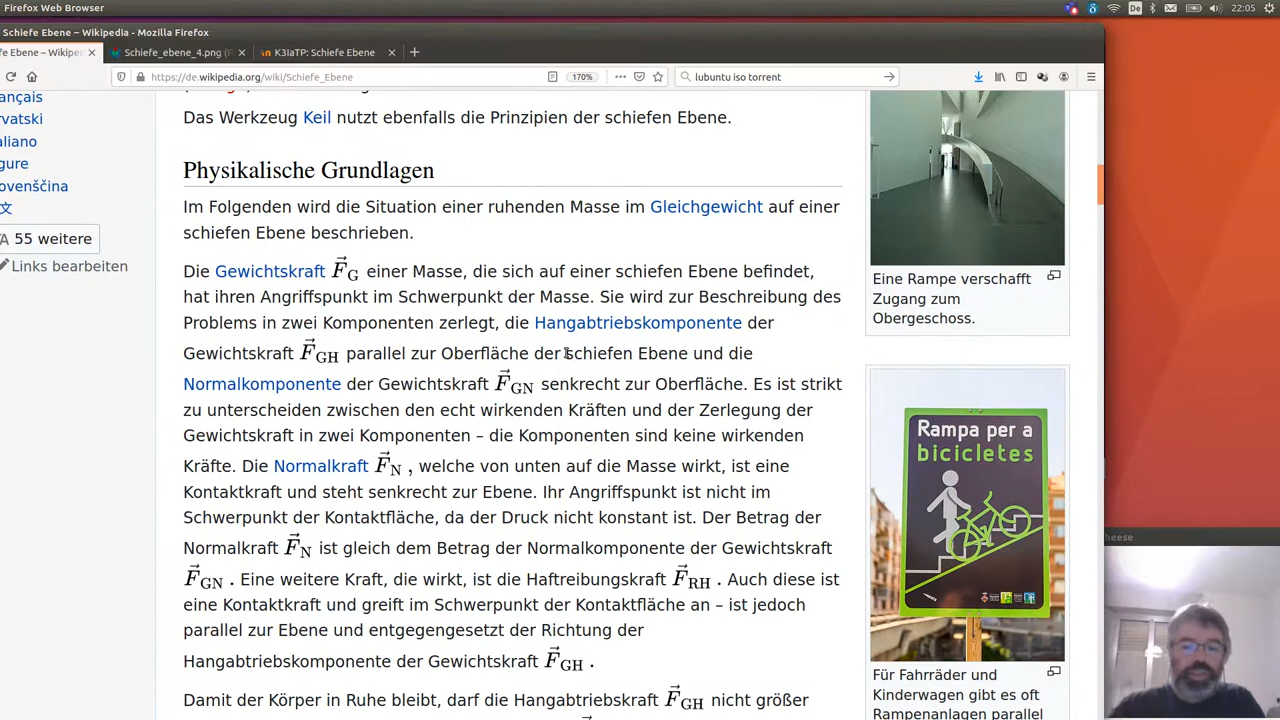 Firefox Web Browser
De
22:05
Schiefe Ebene – Wikipedia - Mozilla Firefox
fe Ebene – Wikipe
Schiefe_ebene_4.png (
K3IaTP: Schiefe Ebene
https://de.wikipedia.org/wiki/Schiefe_Ebene
170%
lubuntu iso torrent
ançais
rvatski
aliano
gure
ovenščina
文
55 weitere
Links bearbeiten
Das Werkzeug Keil nutzt ebenfalls die Prinzipien der schiefen Ebene.
Physikalische Grundlagen
Im Folgenden wird die Situation einer ruhenden Masse im Gleichgewicht auf einer
schiefen Ebene beschrieben.
Die Gewichtskraft F⃗G einer Masse, die sich auf einer schiefen Ebene befindet,
hat ihren Angriffspunkt im Schwerpunkt der Masse. Sie wird zur Beschreibung des
Problems in zwei Komponenten zerlegt, die Hangabtriebskomponente der
Gewichtskraft F⃗GH parallel zur Oberfläche der schiefen Ebene und die
Normalkomponente der Gewichtskraft F⃗GN senkrecht zur Oberfläche. Es ist strikt
zu unterscheiden zwischen den echt wirkenden Kräften und der Zerlegung der
Gewichtskraft in zwei Komponenten – die Komponenten sind keine wirkenden
Kräfte. Die Normalkraft F⃗N , welche von unten auf die Masse wirkt, ist eine
Kontaktkraft und steht senkrecht zur Ebene. Ihr Angriffspunkt ist nicht im
Schwerpunkt der Kontaktfläche, da der Druck nicht konstant ist. Der Betrag der
Normalkraft F⃗N ist gleich dem Betrag der Normalkomponente der Gewichtskraft
F⃗GN . Eine weitere Kraft, die wirkt, ist die Haftreibungskraft F⃗RH . Auch diese ist
eine Kontaktkraft und greift im Schwerpunkt der Kontaktfläche an – ist jedoch
parallel zur Ebene und entgegengesetzt der Richtung der
Hangabtriebskomponente der Gewichtskraft F⃗GH .
Damit der Körper in Ruhe bleibt, darf die Hangabtriebskraft F⃗GH nicht größer
Eine Rampe verschafft
Zugang zum
Obergeschoss.
Rampa per a
bicicletes
Für Fahrräder und
Kinderwagen gibt es oft
Rampenanlagen parallel
heese